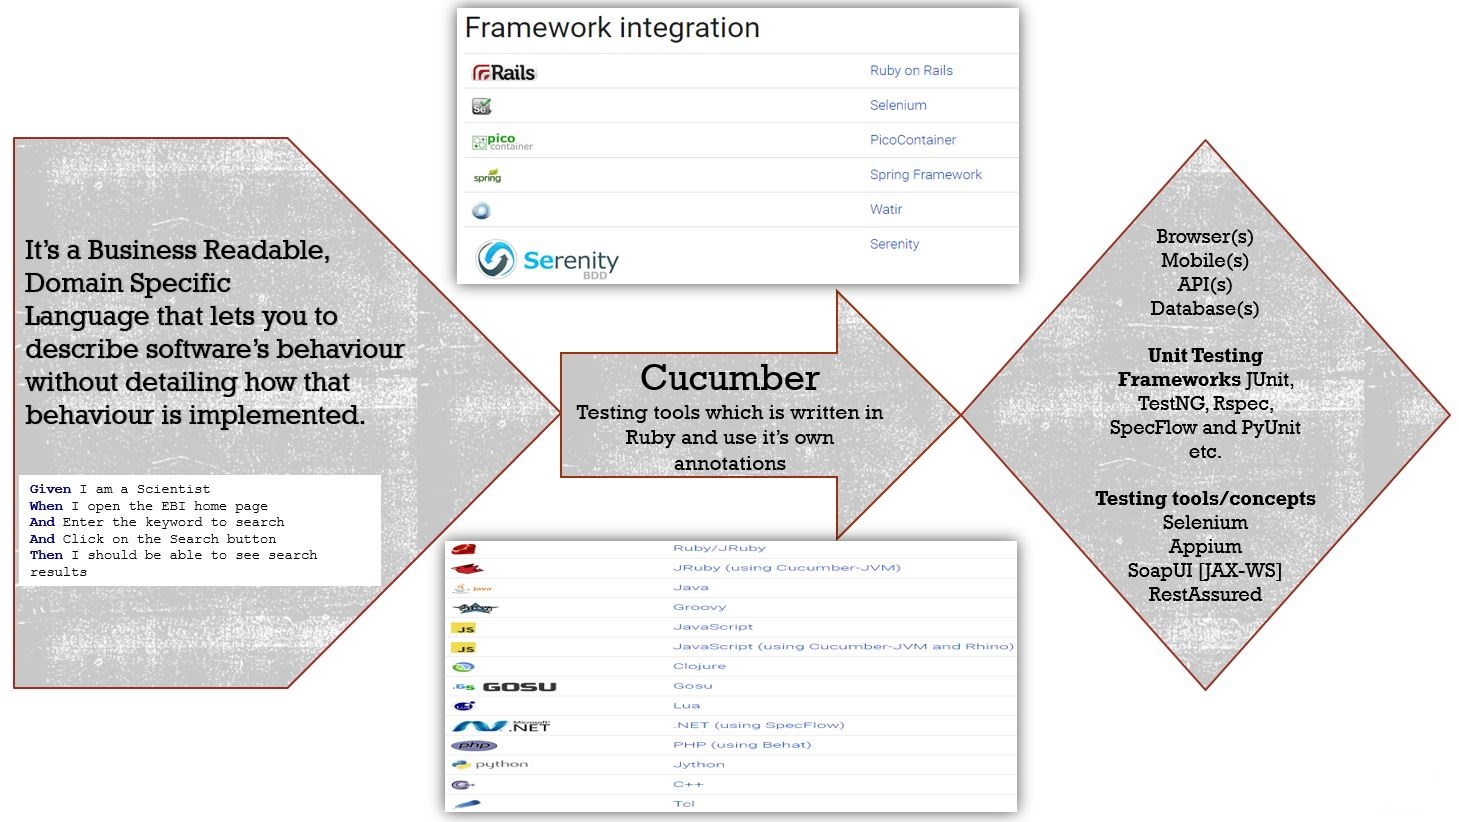 Framework integration
Rails Ruby on Rails
Se Selenium
pico container PicoContainer
spring Spring Framework
Watir
Serenity BDD Serenity
It's a Business Readable,
Domain Specific
Language that lets you to
describe software's behaviour
without detailing how that
behaviour is implemented.
Given I am a Scientist
When I open the EBI home page
And Enter the keyword to search
And Click on the Search button
Then I should be able to see search
results
Cucumber
Testing tools which is written in
Ruby and use it's own
annotations
Ruby/JRuby
JRuby (using Cucumber-JVM)
Java Java
Groovy
JS JavaScript
JS JavaScript (using Cucumber-JVM and Rhino)
Clojure
.Gs GOSU Gosu
Lua
Microsoft .NET .NET (using SpecFlow)
php PHP (using Behat)
python Jython
C++
Tcl
Browser(s)
Mobile(s)
API(s)
Database(s)
Unit Testing
Frameworks JUnit,
TestNG, Rspec,
SpecFlow and PyUnit
etc.
Testing tools/concepts
Selenium
Appium
SoapUI [JAX-WS]
RestAssured